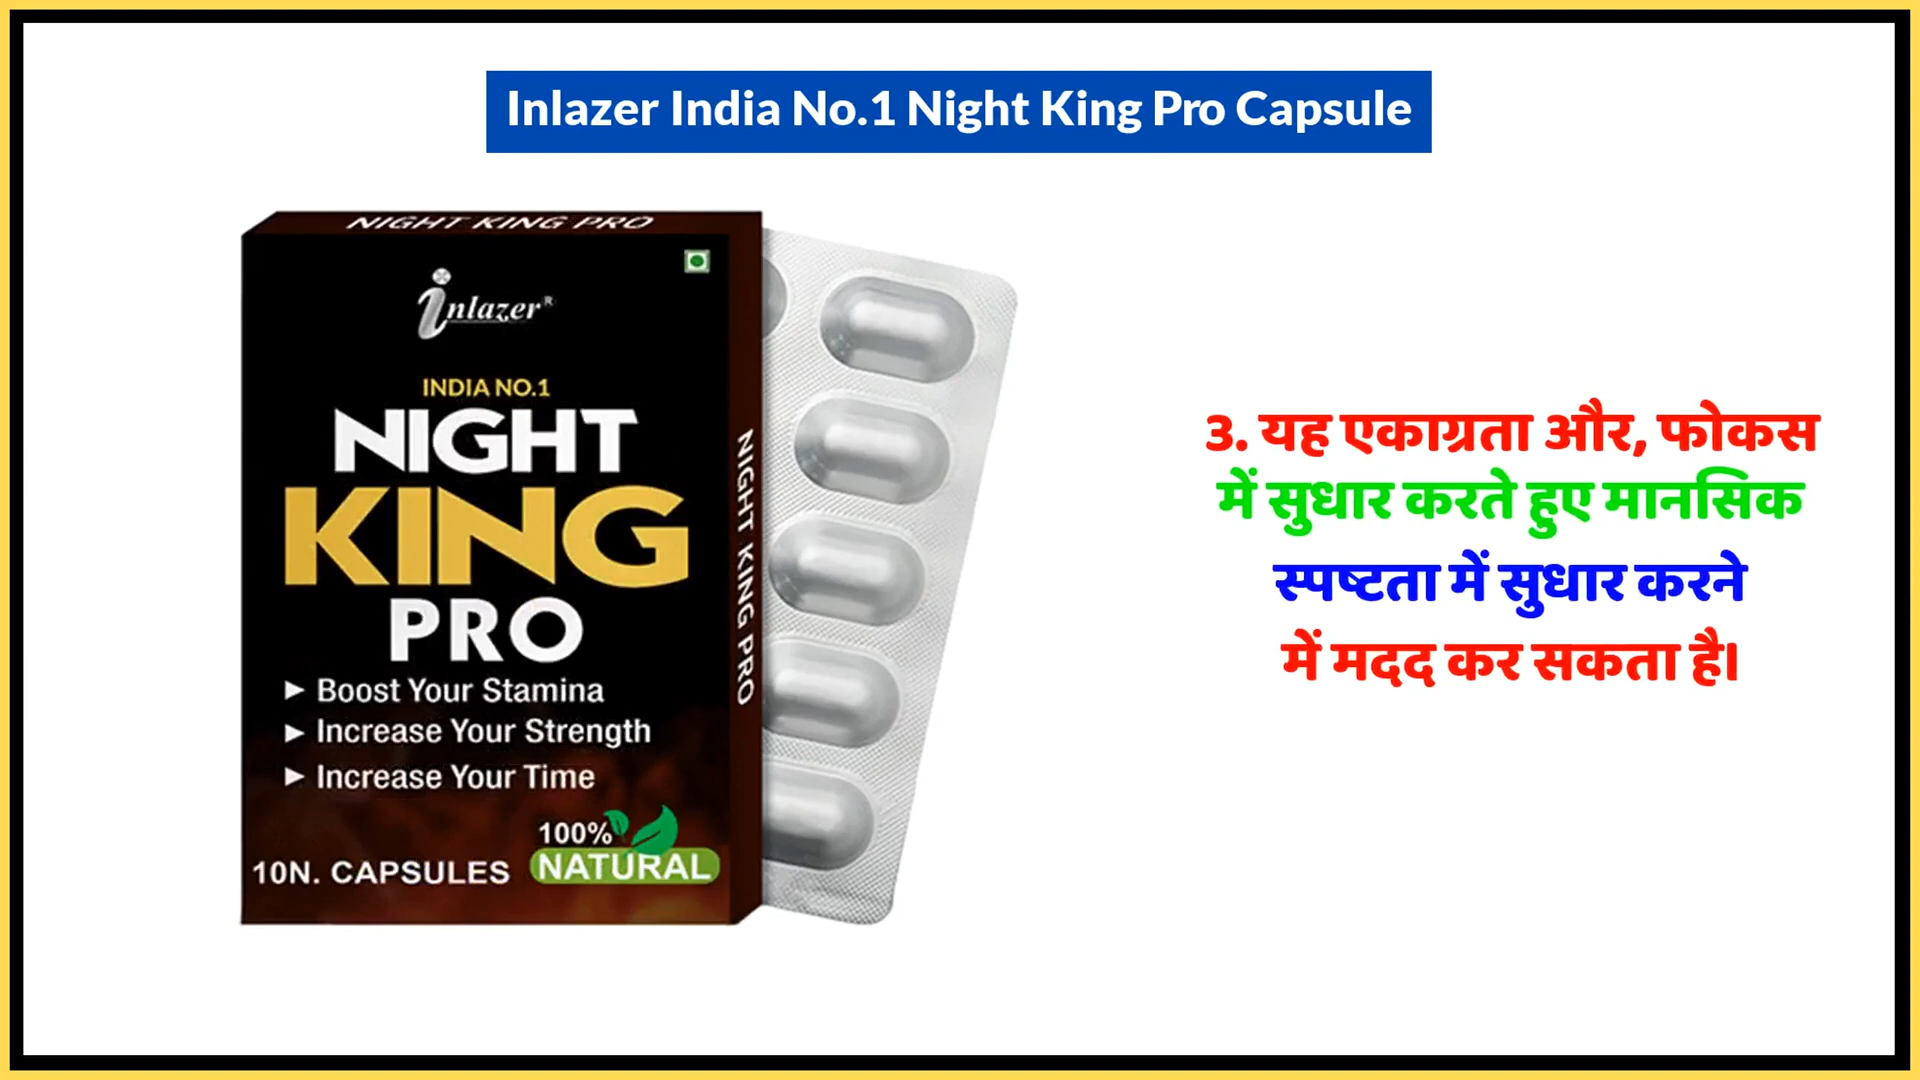 Inlazer India No.1 Night King Pro Capsule
NIGHT KING PRO
inlazer®
INDIA NO.1
NIGHT
KING
PRO
► Boost Your Stamina
► Increase Your Strength
► Increase Your Time
100%
NATURAL
10N. CAPSULES
NIGHT KING PRO
3. यह एकाग्रता और, फोकस
में सुधार करते हुए मानसिक
स्पष्टता में सुधार करने
में मदद कर सकता है।